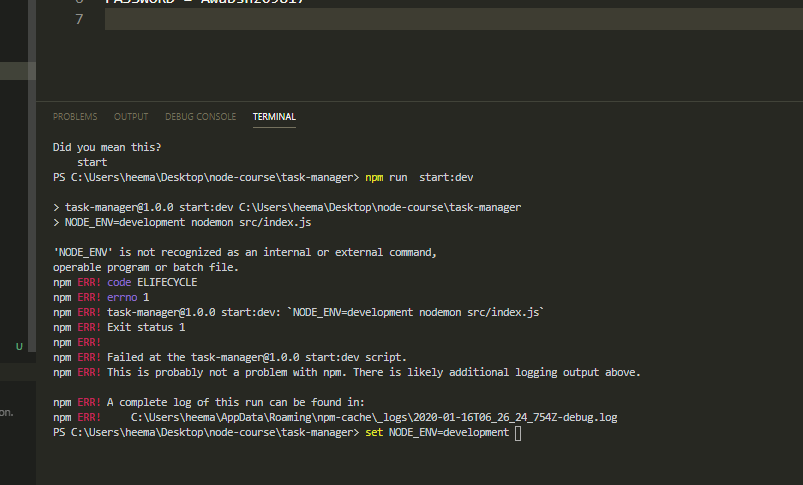 7
PROBLEMS OUTPUT DEBUG CONSOLE TERMINAL
Did you mean this?
start
PS C:\Users\heema\Desktop\node-course\task-manager> npm run  start:dev
> task-manager@1.0.0 start:dev C:\Users\heema\Desktop\node-course\task-manager
> NODE_ENV=development nodemon src/index.js
'NODE_ENV' is not recognized as an internal or external command,
operable program or batch file.
npm ERR! code ELIFECYCLE
npm ERR! errno 1
npm ERR! task-manager@1.0.0 start:dev: `NODE_ENV=development nodemon src/index.js`
npm ERR! Exit status 1
npm ERR!
U
npm ERR! Failed at the task-manager@1.0.0 start:dev script.
npm ERR! This is probably not a problem with npm. There is likely additional logging output above.
npm ERR! A complete log of this run can be found in:
on.
npm ERR!     C:\Users\heema\AppData\Roaming\npm-cache\_logs\2020-01-16T06_26_24_754Z-debug.log
PS C:\Users\heema\Desktop\node-course\task-manager> set NODE_ENV=development